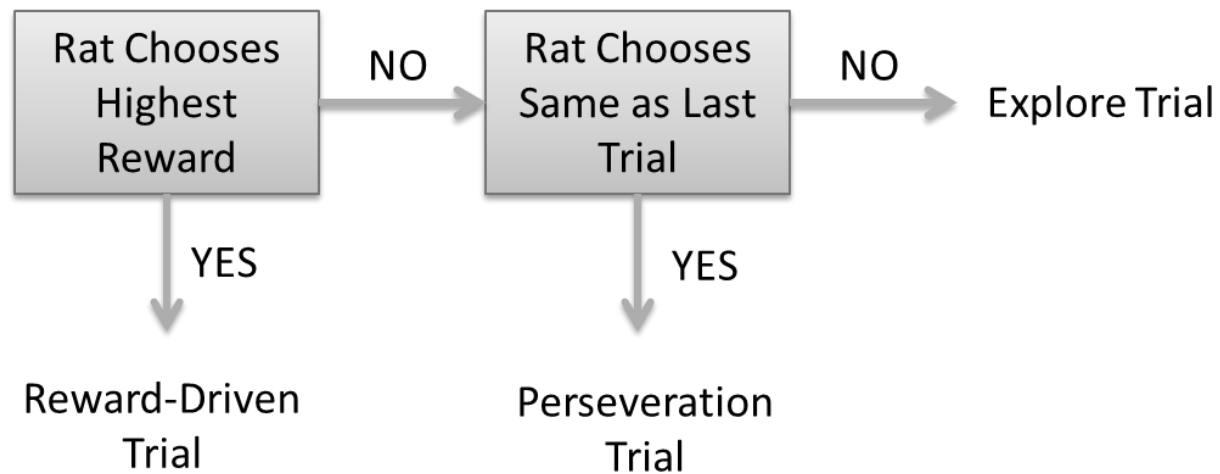 Rat Chooses
Highest
Reward
NO
Rat Chooses
Same as Last
Trial
NO
Explore Trial
YES
YES
Reward-Driven
Trial
Perseveration
Trial